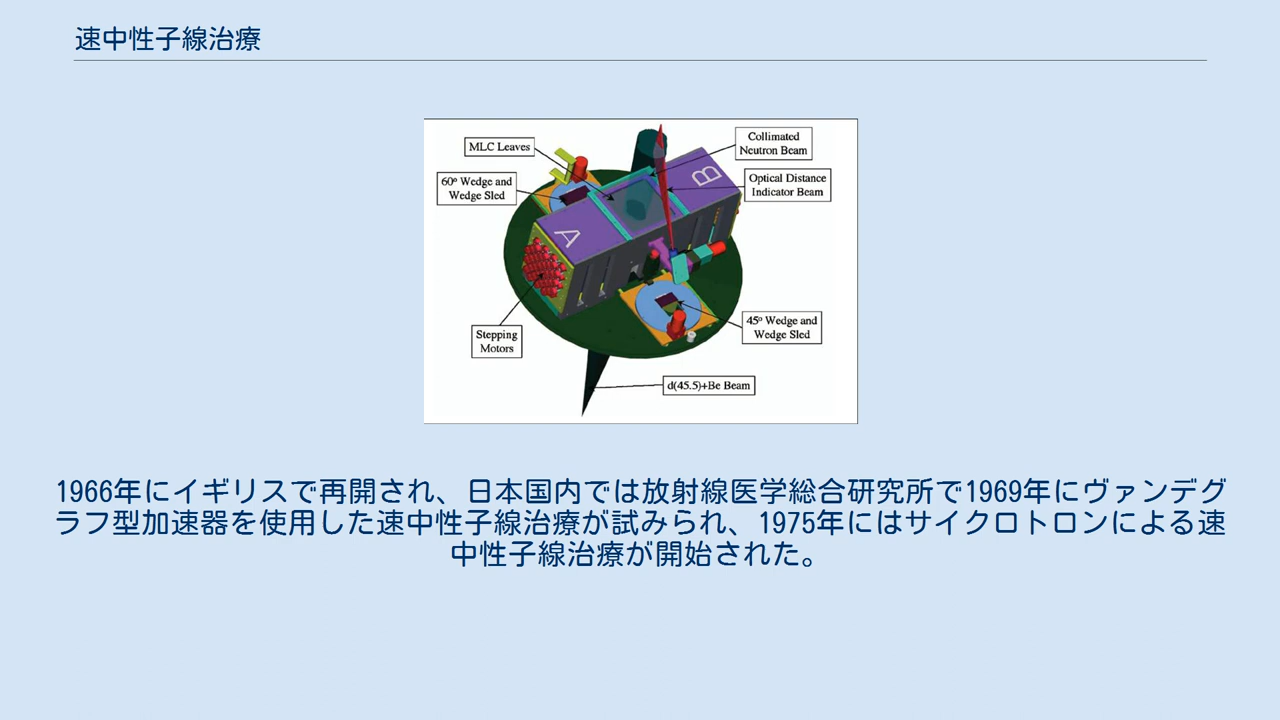 速中性子線治療
MLC Leaves
Collimated
Neutron Beam
60º Wedge and
Wedge Sled
Optical Distance
Indicator Beam
B
A
Stepping
Motors
45º Wedge and
Wedge Sled
d(45.5)+Be Beam
1966年にイギリスで再開され、日本国内では放射線医学総合研究所で1969年にヴァンデグ
ラフ型加速器を使用した速中性子線治療が試みられ、1975年にはサイクロトロンによる速
中性子線治療が開始された。